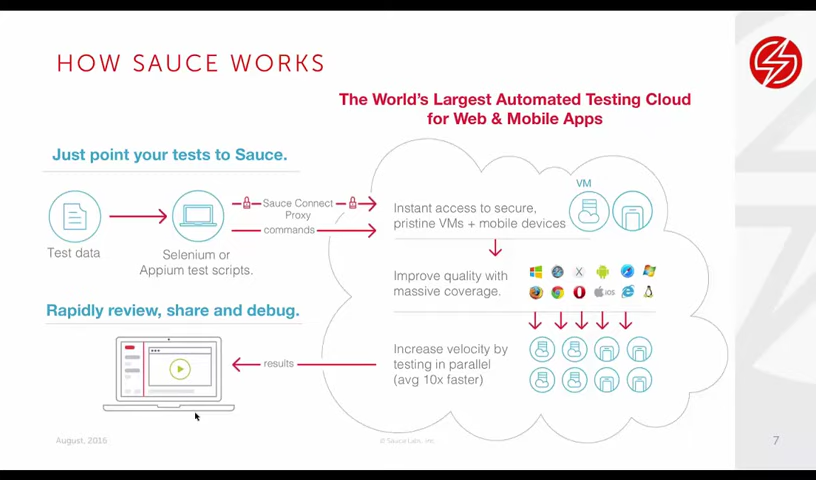 HOW SAUCE WORKS
The World's Largest Automated Testing Cloud
for Web & Mobile Apps
Just point your tests to Sauce.
Test data
Selenium or
Appium test scripts.
Sauce Connect
Proxy
commands
VM
Instant access to secure,
pristine VMs + mobile devices
Improve quality with
massive coverage.
iOS
Increase velocity by
testing in parallel
(avg 10x faster)
results
Rapidly review, share and debug.
August, 2016
© Sauce Labs, Inc.
7